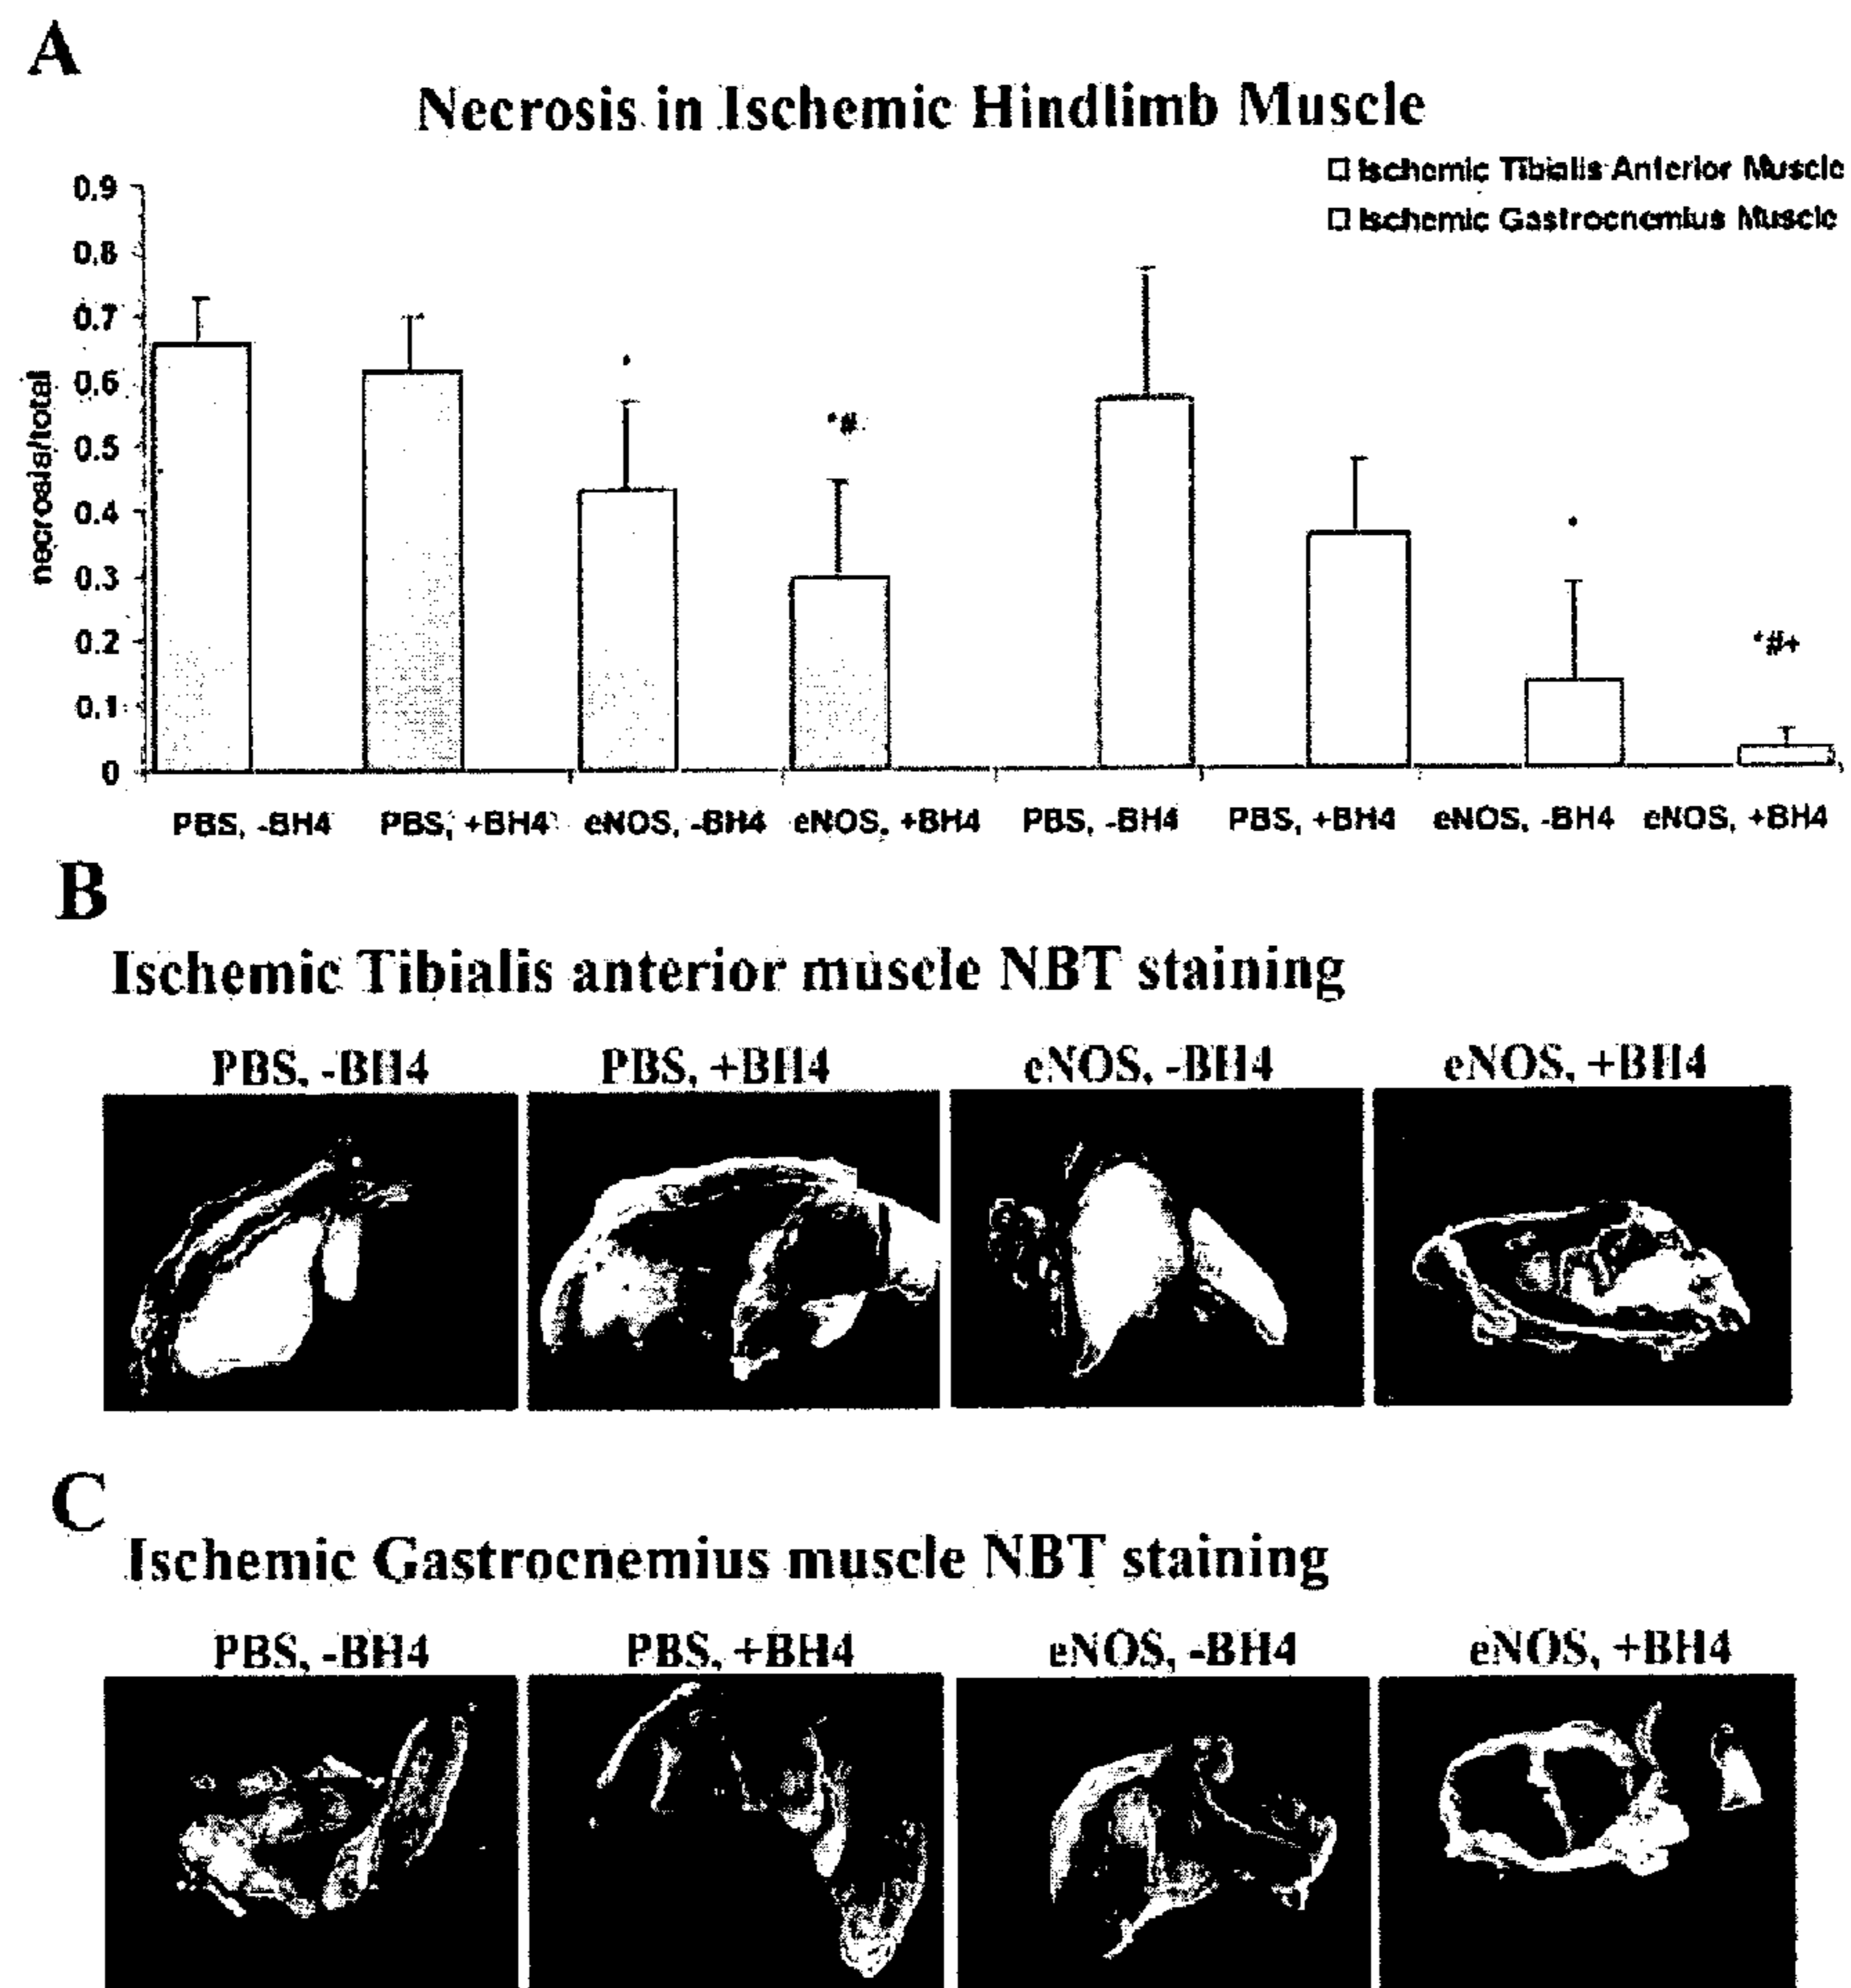 A
Necrosis in Ischemic Hindlimb Muscle
Ischemic Tibialis Anterior Muscle
Ischemic Gastrocnemius Muscle
necrosis/total
0.9
0.8
0.7
0.6
0.5
0.4
0.3
0.2
0.1
0
*
*#
*
*#+
PBS, -BH4 PBS, +BH4 eNOS, -BH4 eNOS, +BH4 PBS, -BH4 PBS, +BH4 eNOS, -BH4 eNOS, +BH4
B
Ischemic Tibialis anterior muscle NBT staining
PBS, -BH4 PBS, +BH4 eNOS, -BH4 eNOS, +BH4
C
Ischemic Gastrocnemius muscle NBT staining
PBS, -BH4 PBS, +BH4 eNOS, -BH4 eNOS, +BH4